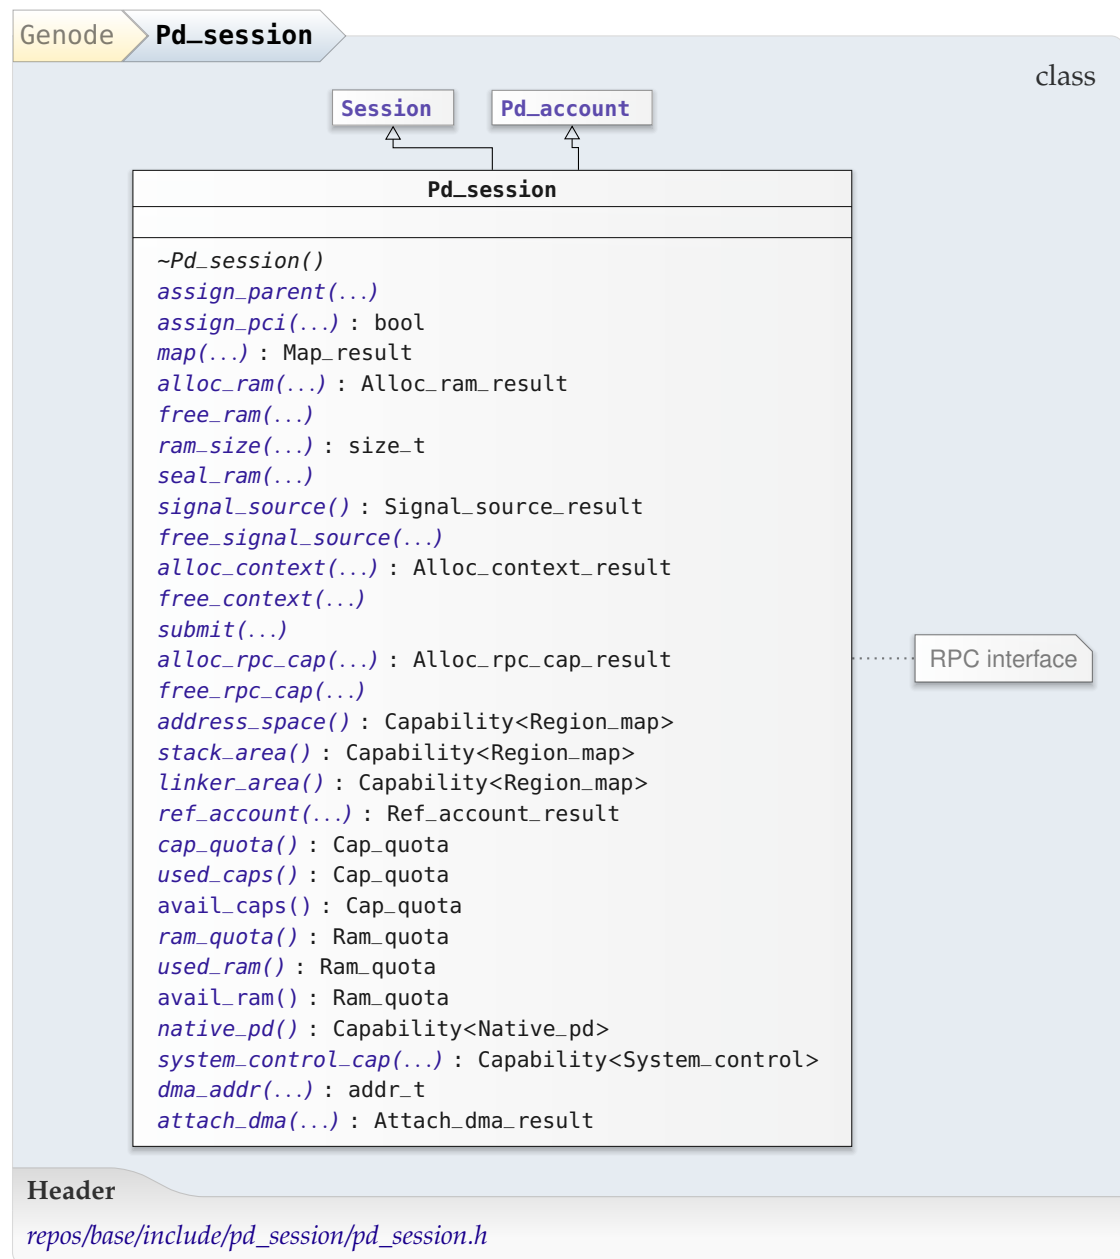 Genode Pd_session
class
Session Pd_account
Pd_session
~Pd_session()
assign_parent(...)
assign_pci(...) : bool
map(...) : Map_result
alloc_ram(...) : Alloc_ram_result
free_ram(...)
ram_size(...) : size_t
seal_ram(...)
signal_source() : Signal_source_result
free_signal_source(...)
alloc_context(...) : Alloc_context_result
free_context(...)
submit(...)
alloc_rpc_cap(...) : Alloc_rpc_cap_result
RPC interface
free_rpc_cap(...)
address_space() : Capability<Region_map>
stack_area() : Capability<Region_map>
linker_area() : Capability<Region_map>
ref_account(...) : Ref_account_result
cap_quota() : Cap_quota
used_caps() : Cap_quota
avail_caps() : Cap_quota
ram_quota() : Ram_quota
used_ram() : Ram_quota
avail_ram() : Ram_quota
native_pd() : Capability<Native_pd>
system_control_cap(...) : Capability<System_control>
dma_addr(...) : addr_t
attach_dma(...) : Attach_dma_result
Header
repos/base/include/pd_session/pd_session.h